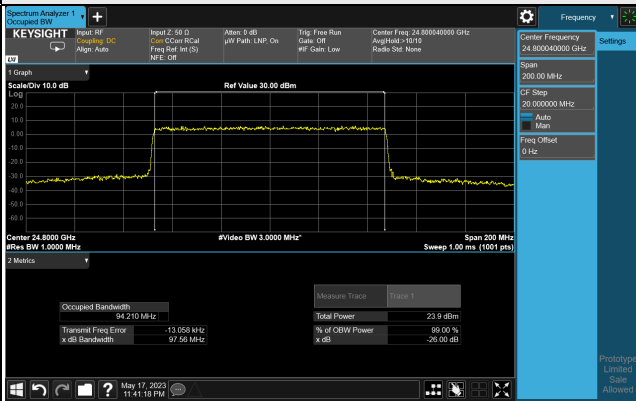 Spectrum Analyzer 1
Occupied BW
+
Frequency
KEYSIGHT
LXI
Input: RF
Coupling: DC
Align: Auto
Input Z: 50 Ω
Corr CCorr RCal
Freq Ref: Int (S)
NFE: Off
Atten: 0 dB
µW Path: LNP, On
Trig: Free Run
Gate: Off
#IF Gain: Low
Center Freq: 24.800040000 GHz
Avg|Hold:>10/10
Radio Std: None
Center Frequency
24.800040000 GHz
Settings
Span
200.00 MHz
CF Step
20.000000 MHz
Auto
Man
Freq Offset
0 Hz
1 Graph
Scale/Div 10.0 dB
Ref Value 30.00 dBm
Log
20.0
10.0
0.00
-10.0
-20.0
-30.0
-40.0
-50.0
-60.0
Center 24.8000 GHz
#Video BW 3.0000 MHz*
Span 200 MHz
#Res BW 1.0000 MHz
Sweep 1.00 ms (1001 pts)
2 Metrics
Measure Trace
Trace 1
Occupied Bandwidth
94.210 MHz
Total Power
23.9 dBm
Transmit Freq Error
-13.058 kHz
% of OBW Power
99.00 %
x dB Bandwidth
97.56 MHz
x dB
-26.00 dB
Prototype
Limited
Sale
Allowed
?
May 17, 2023
11:41:18 PM